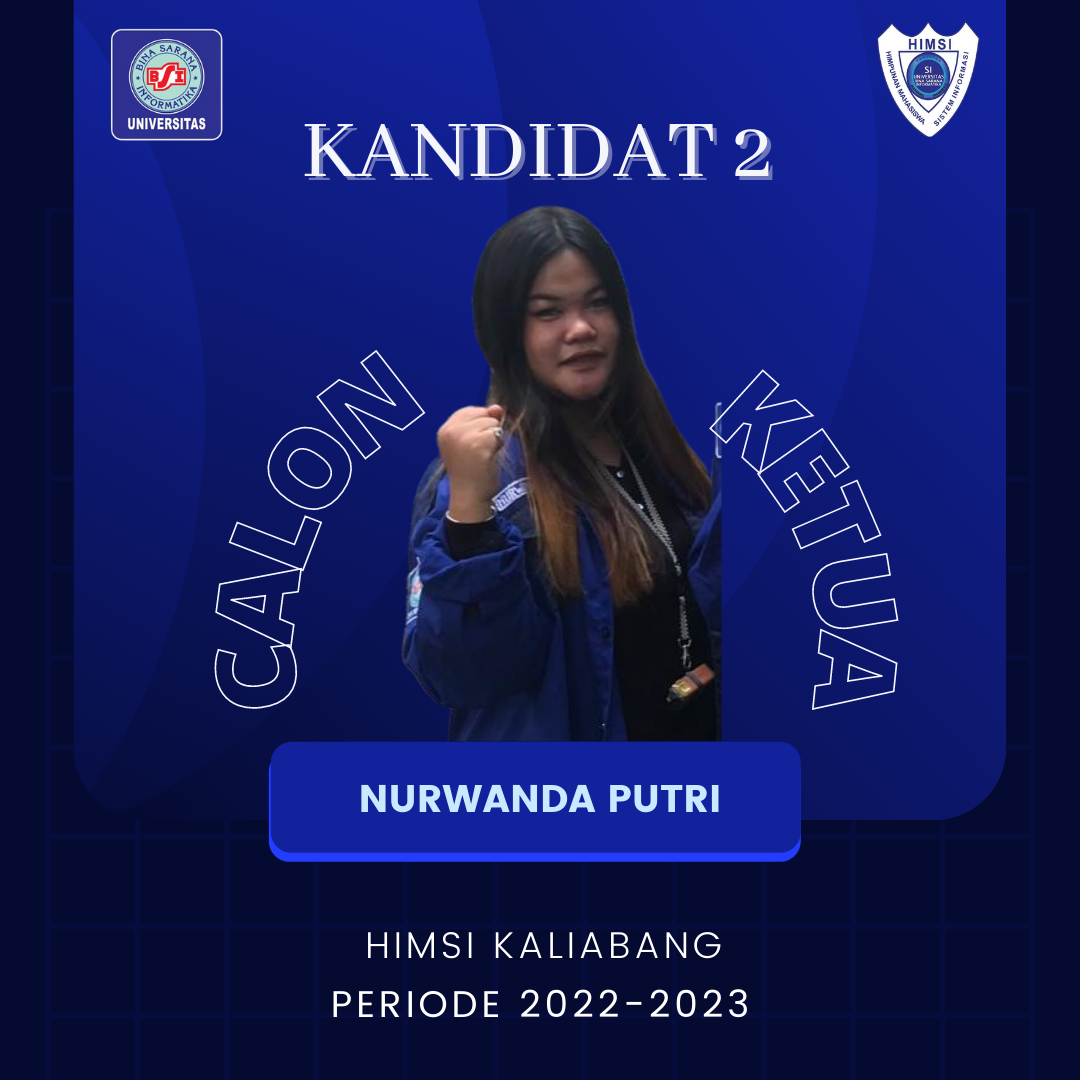 BINA SARANA
BSI
INFORMATIKA
UNIVERSITAS
HIMSI
HIMPUNAN MAHASISWA
SISTEM INFORMASI
SI
UNIVERSITAS
BINA SARANA
INFORMATIKA
KANDIDAT 2
CALON
KETUA
NURWANDA PUTRI
HIMSI KALIABANG
PERIODE 2022-2023